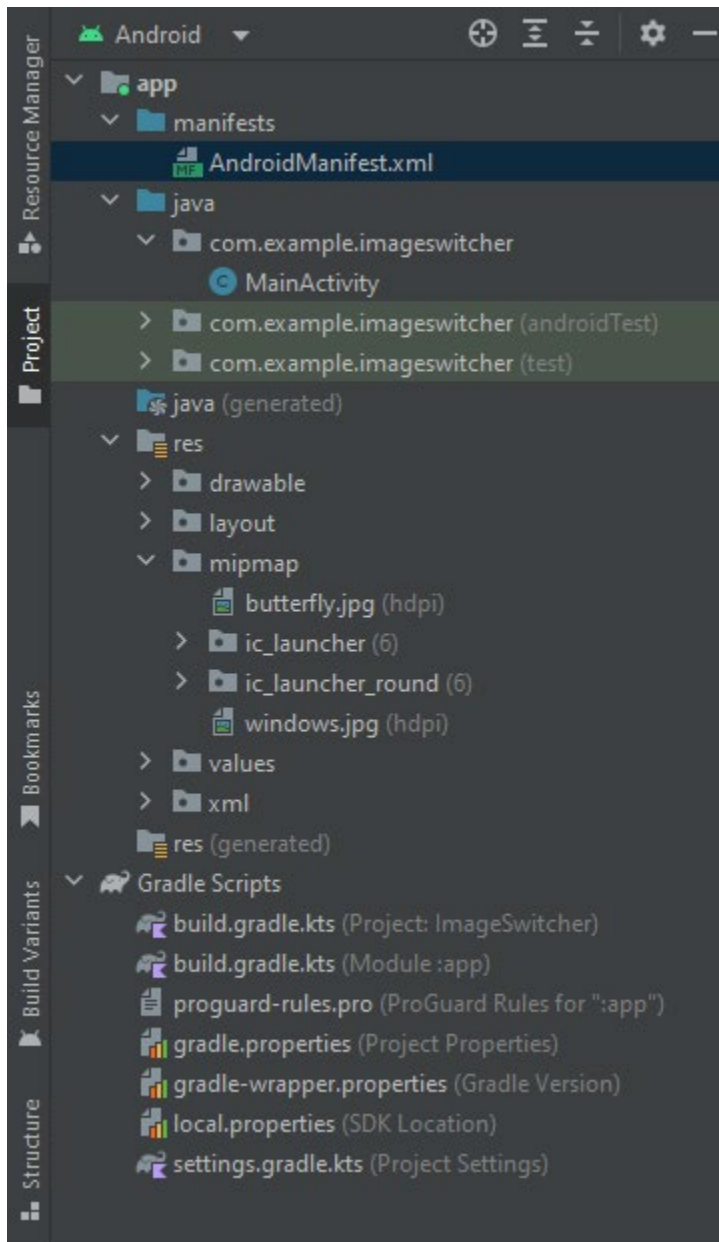 Android
app
manifests
MF AndroidManifest.xml
java
com.example.imageswitcher
C MainActivity
com.example.imageswitcher (androidTest)
com.example.imageswitcher (test)
java (generated)
res
drawable
layout
mipmap
butterfly.jpg (hdpi)
ic_launcher (6)
ic_launcher_round (6)
windows.jpg (hdpi)
values
xml
res (generated)
Gradle Scripts
build.gradle.kts (Project: ImageSwitcher)
build.gradle.kts (Module :app)
proguard-rules.pro (ProGuard Rules for ":app")
gradle.properties (Project Properties)
gradle-wrapper.properties (Gradle Version)
local.properties (SDK Location)
settings.gradle.kts (Project Settings)
Resource Manager
Project
Bookmarks
Build Variants
Structure